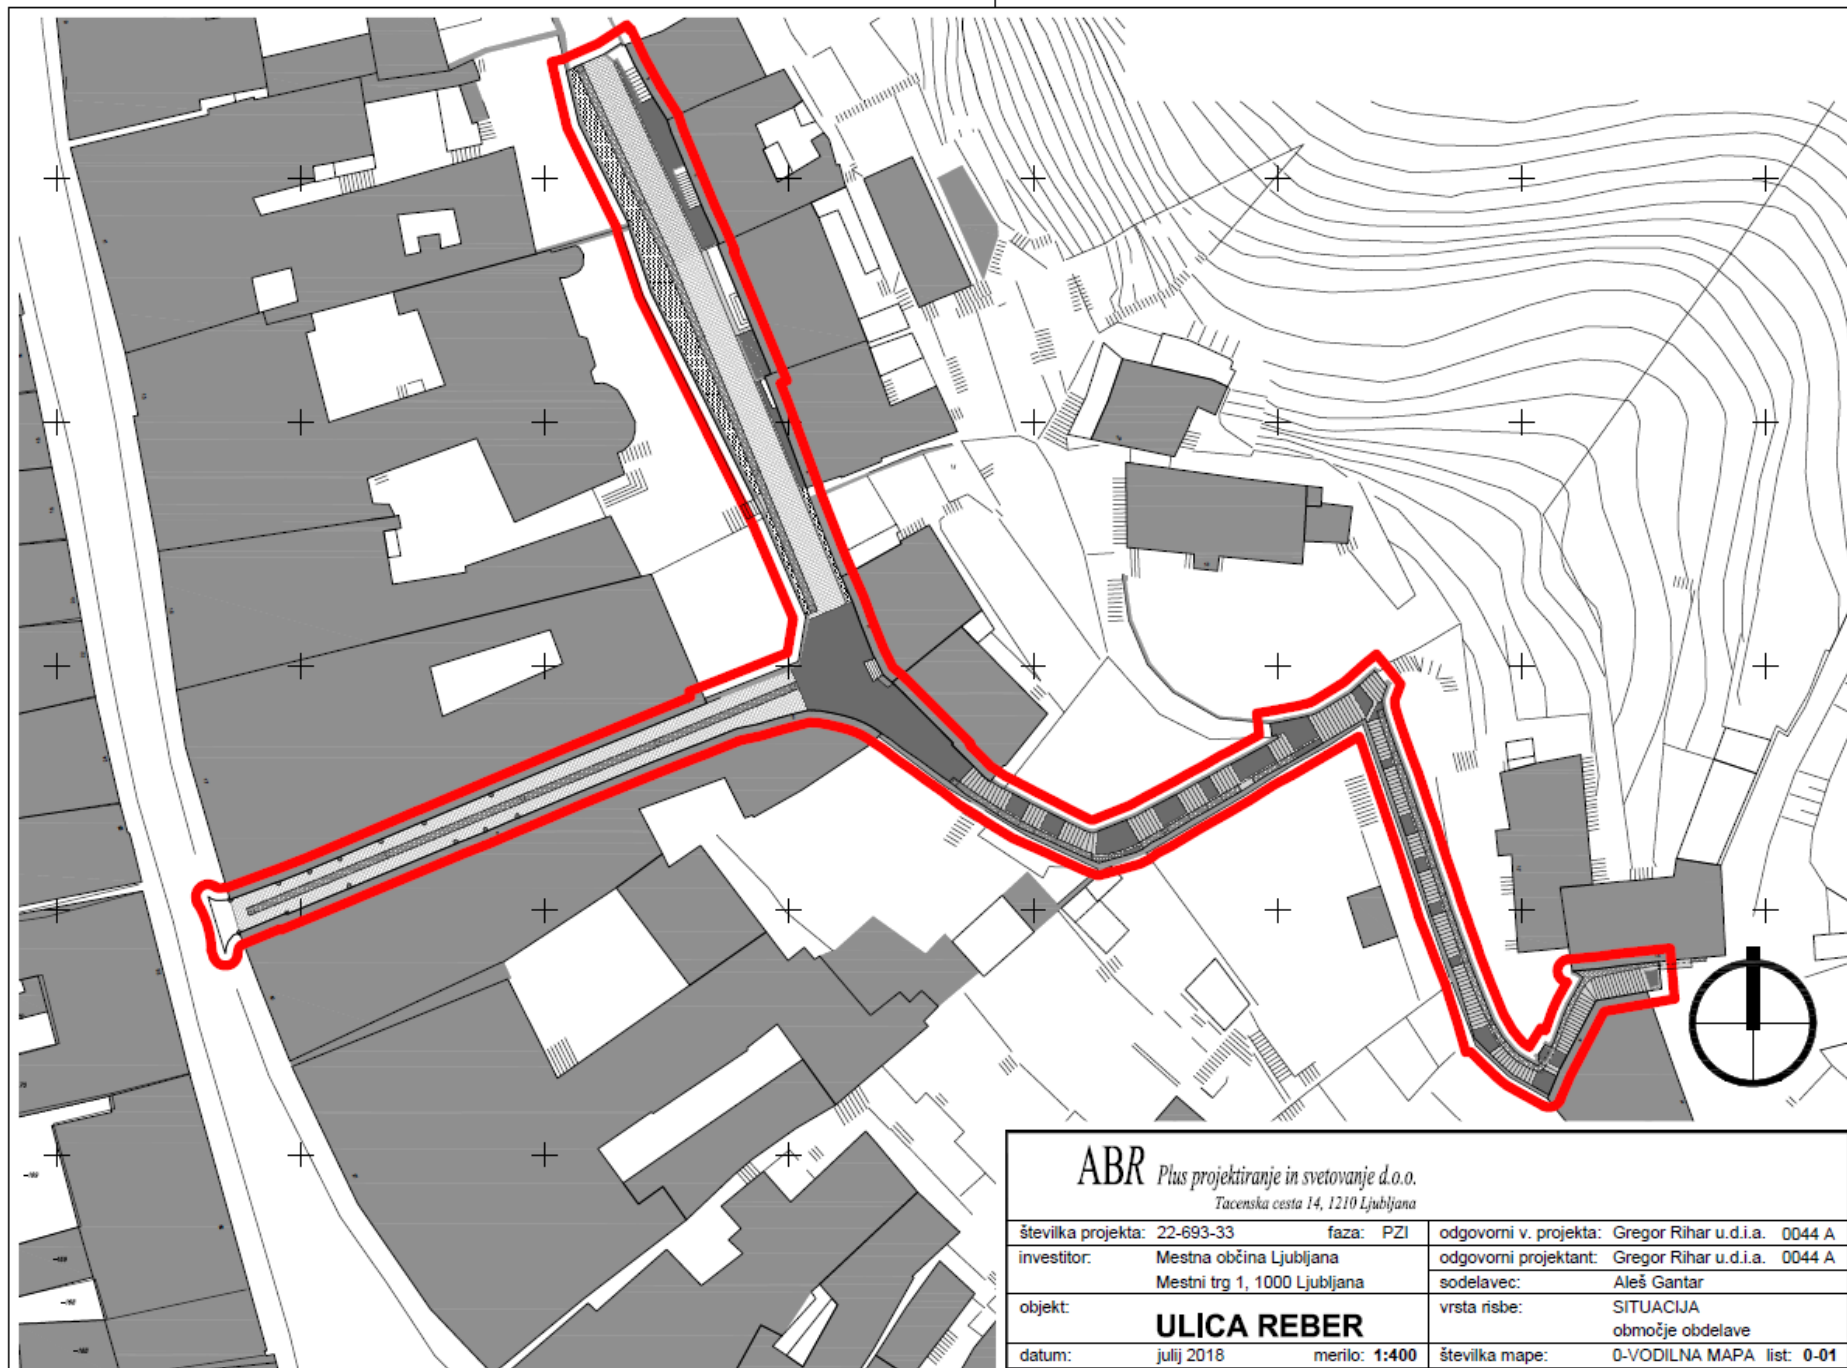 ABR Plus projektiranje in svetovanje d.o.o.
Tacenska cesta 14, 1210 Ljubljana
številka projekta: 22-693-33 faza: PZI
odgovorni v. projekta: Gregor Rihar u.d.i.a. 0044 A
investitor: Mestna občina Ljubljana
Mestni trg 1, 1000 Ljubljana
odgovorni projektant: Gregor Rihar u.d.i.a. 0044 A
sodelavec: Aleš Gantar
objekt: ULICA REBER
vrsta risbe: SITUACIJA
območje obdelave
datum: julij 2018 merilo: 1:400
številka mape: 0-VODILNA MAPA list: 0-01